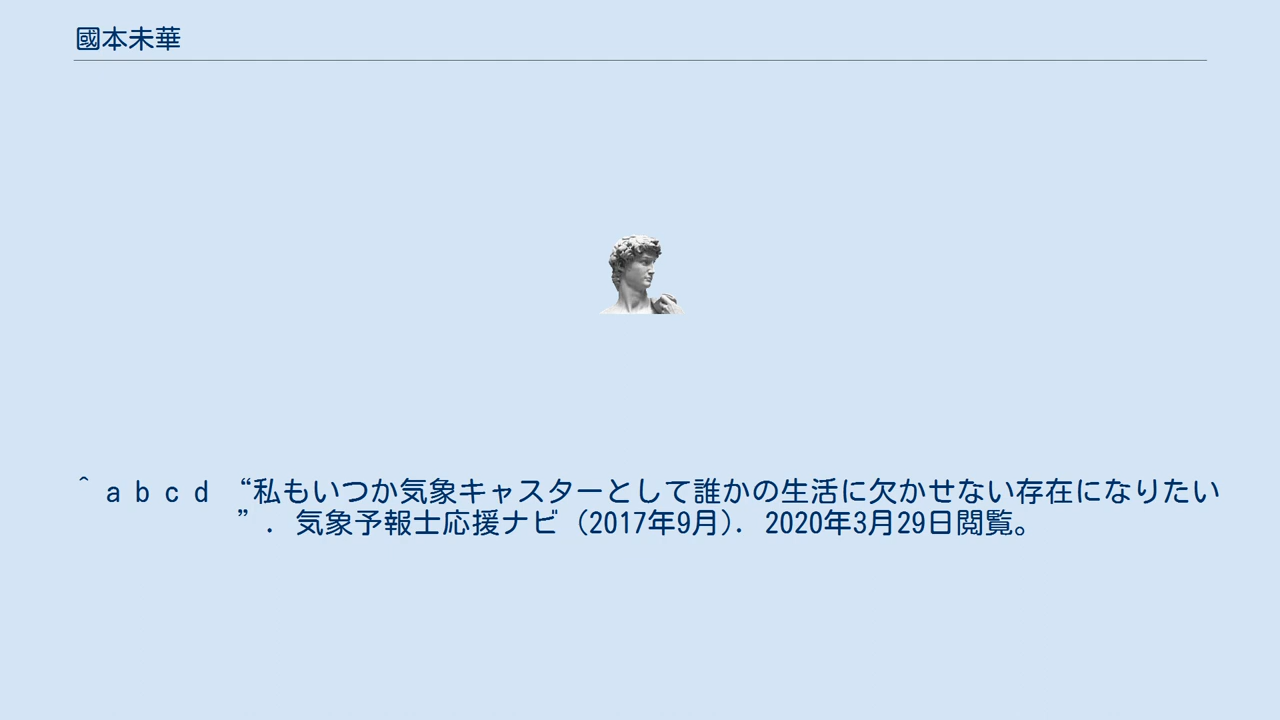 國本未華
^ a b c d “私もいつか気象キャスターとして誰かの生活に欠かせない存在になりたい
”. 気象予報士応援ナビ (2017年9月). 2020年3月29日閲覧。